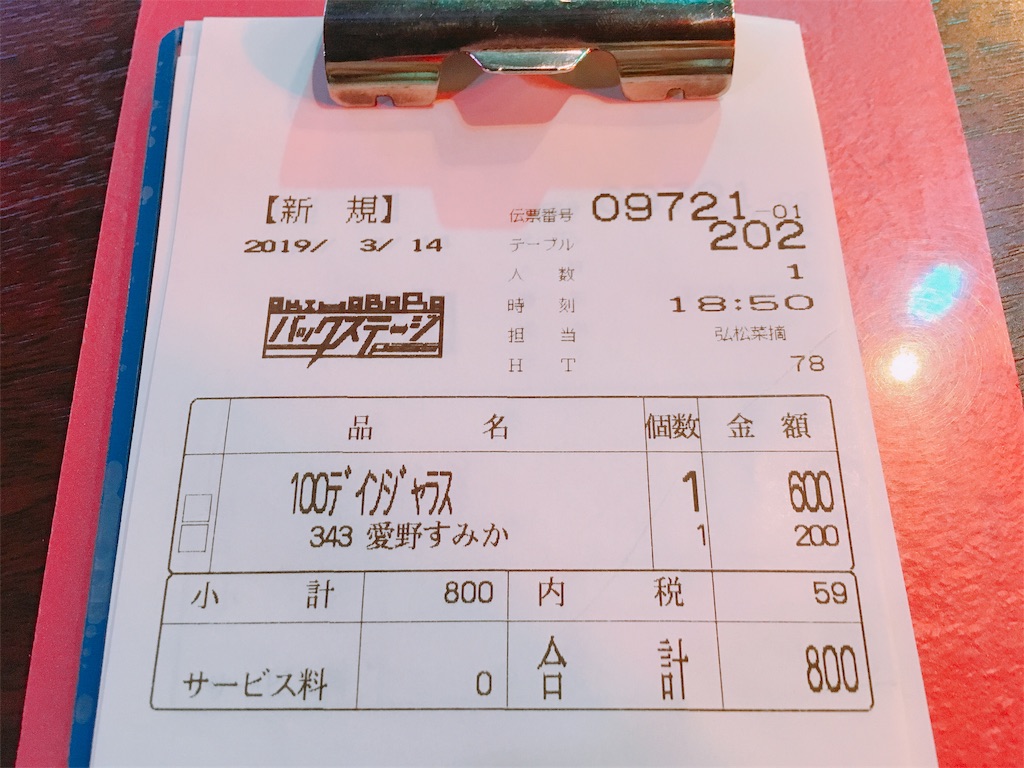 【新 規】
2019/ 3/ 14
AKIHABARA
バックステージ
伝票番号 09721-01
テーブル 202
人 数 1
時 刻 18:50
担 当 弘松菜摘
H T 78
品 名 個数 金 額
100ﾃﾞｲﾝｼﾞｬﾗｽ 1 600
343 愛野すみか 1 200
小 計 800 内 税 59
サービス料 0 合 計 800